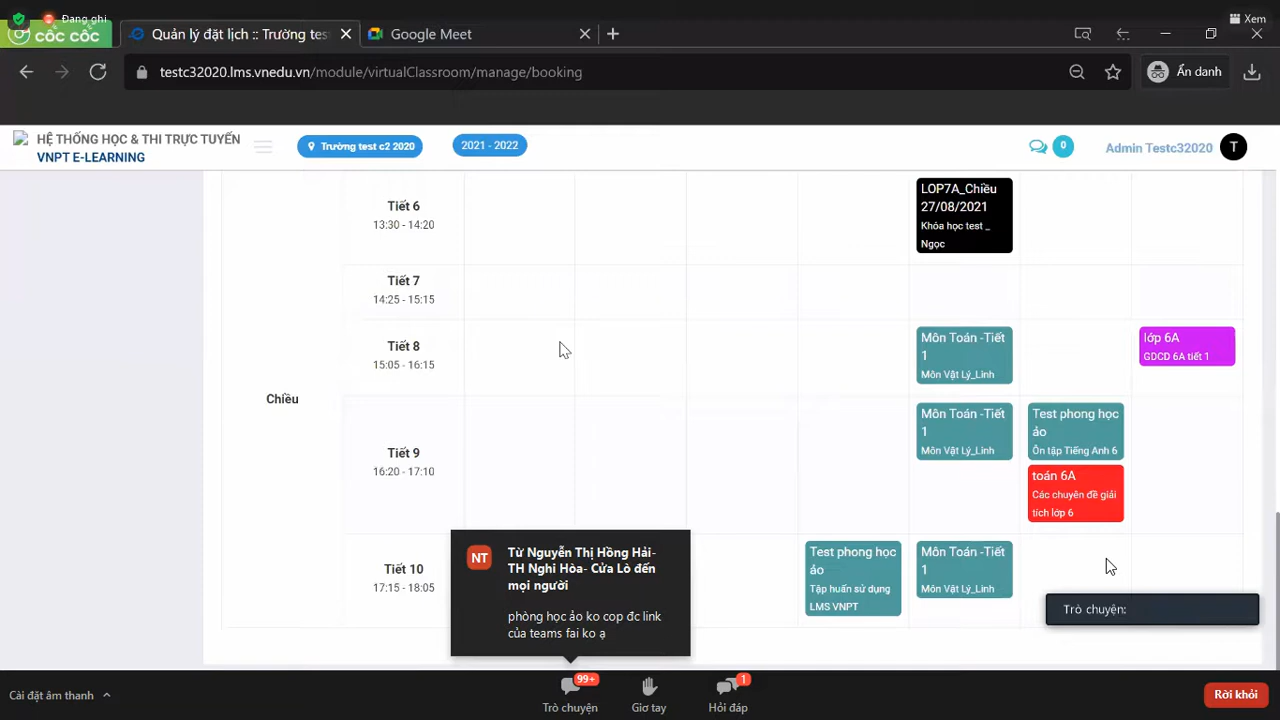 Đang ghi
Xem
cốc cốc
Quản lý đặt lịch :: Trường tes
Google Meet
testc32020.lms.vnedu.vn/module/virtualClassroom/manage/booking
Ẩn danh
HỆ THỐNG HỌC & THI TRỰC TUYẾN
VNPT E-LEARNING
Trường test c2 2020
2021 - 2022
0
Admin Testc32020
T
Tiết 6
13:30 - 14:20
LOP7A_Chiều
27/08/2021
Khóa học test _
Ngọc
Tiết 7
14:25 - 15:15
Tiết 8
15:05 - 16:15
Môn Toán -Tiết
1
Môn Vật Lý_Linh
lớp 6A
GDCD 6A tiết 1
Chiều
Tiết 9
16:20 - 17:10
Môn Toán -Tiết
1
Môn Vật Lý_Linh
Test phong học
ảo
Ôn tập Tiếng Anh 6
toán 6A
Các chuyên đề giải
tích lớp 6
Tiết 10
17:15 - 18:05
Test phong học
ảo
Tập huấn sử dụng
LMS VNPT
Môn Toán -Tiết
1
Môn Vật Lý_Linh
NT
Từ Nguyễn Thị Hồng Hải-
TH Nghi Hòa- Cửa Lò đến
mọi người
phòng học ảo ko cop đc link
của teams fai ko ạ
Trò chuyện:
Cài đặt âm thanh
99+
Trò chuyện
Giơ tay
1
Hỏi đáp
Rời khỏi